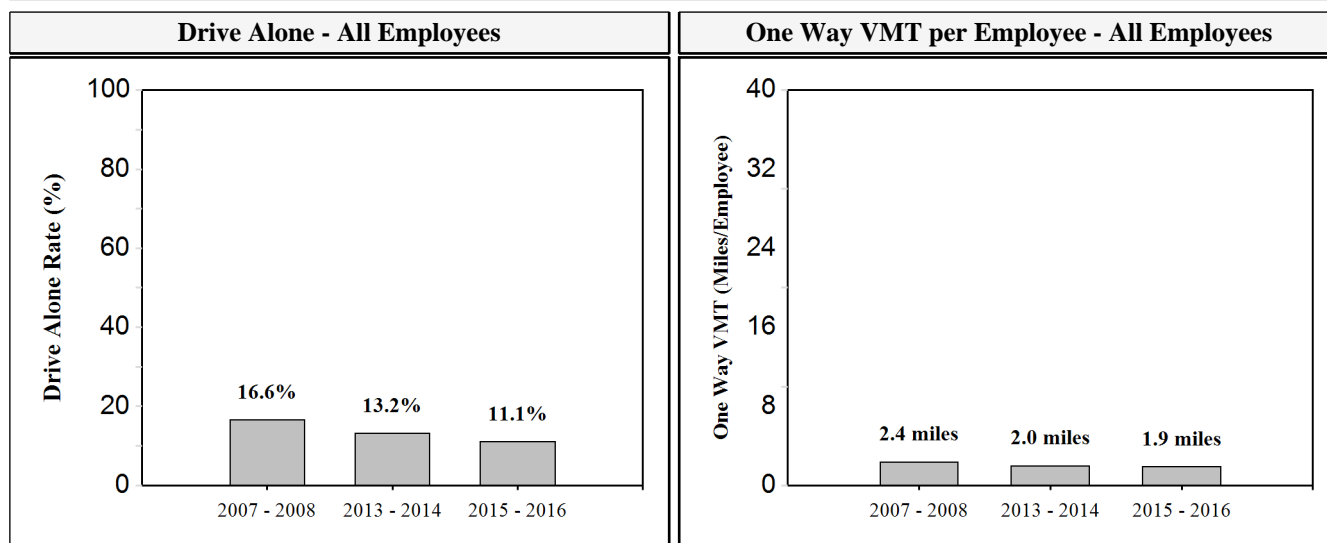 Drive Alone - All Employees
One Way VMT per Employee - All Employees
Drive Alone Rate (%)
100
80
60
40
20
0
16.6%
13.2%
11.1%
2007 - 2008
2013 - 2014
2015 - 2016
One Way VMT (Miles/Employee)
40
32
24
16
8
0
2.4 miles
2.0 miles
1.9 miles
2007 - 2008
2013 - 2014
2015 - 2016